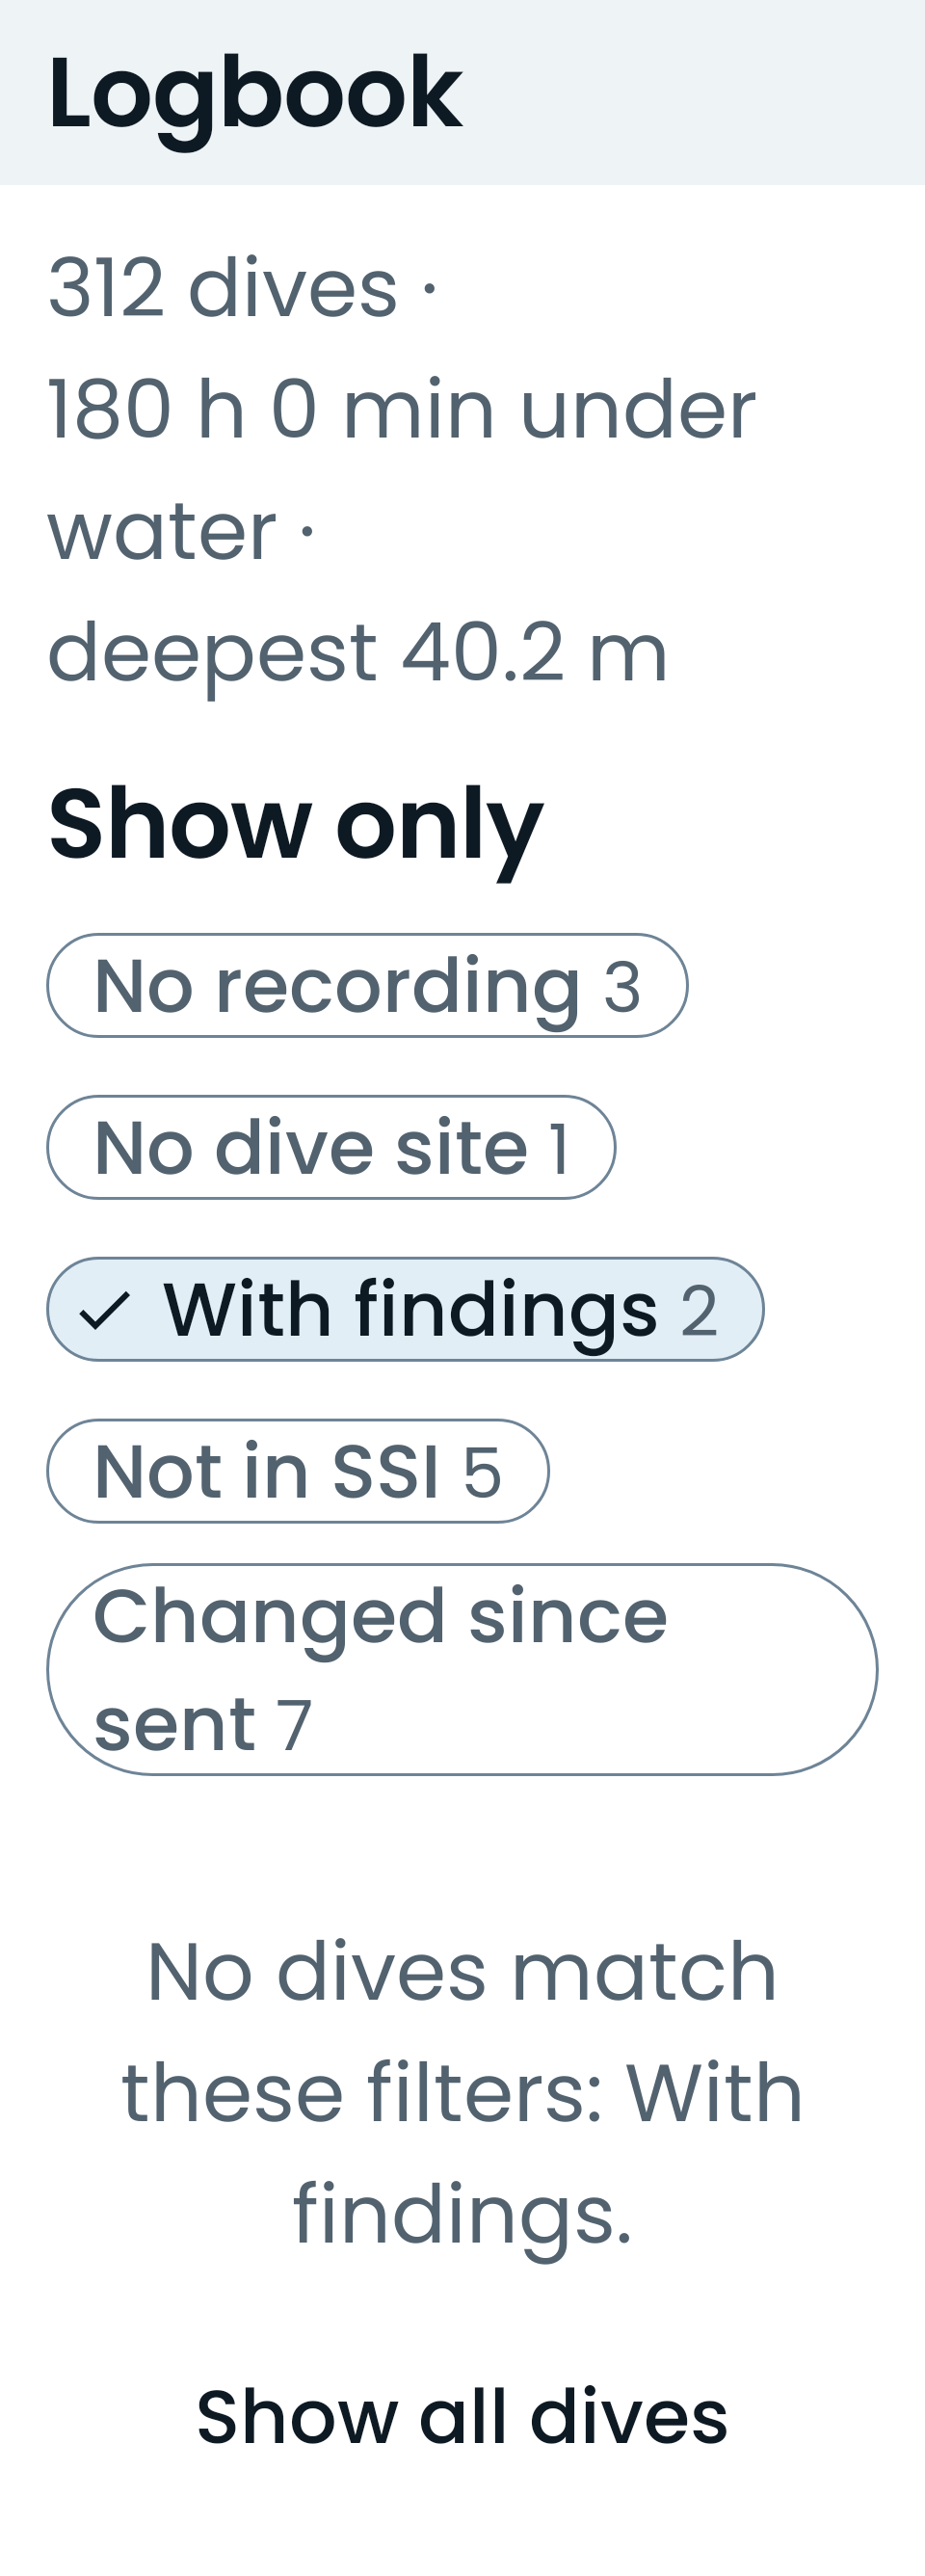 Logbook
312 dives ·
180 h 0 min under
water ·
deepest 40.2 m
Show only
No recording 3
No dive site 1
With findings 2
Not in SSI 5
Changed since
sent 7
No dives match
these filters: With
findings.
Show all dives